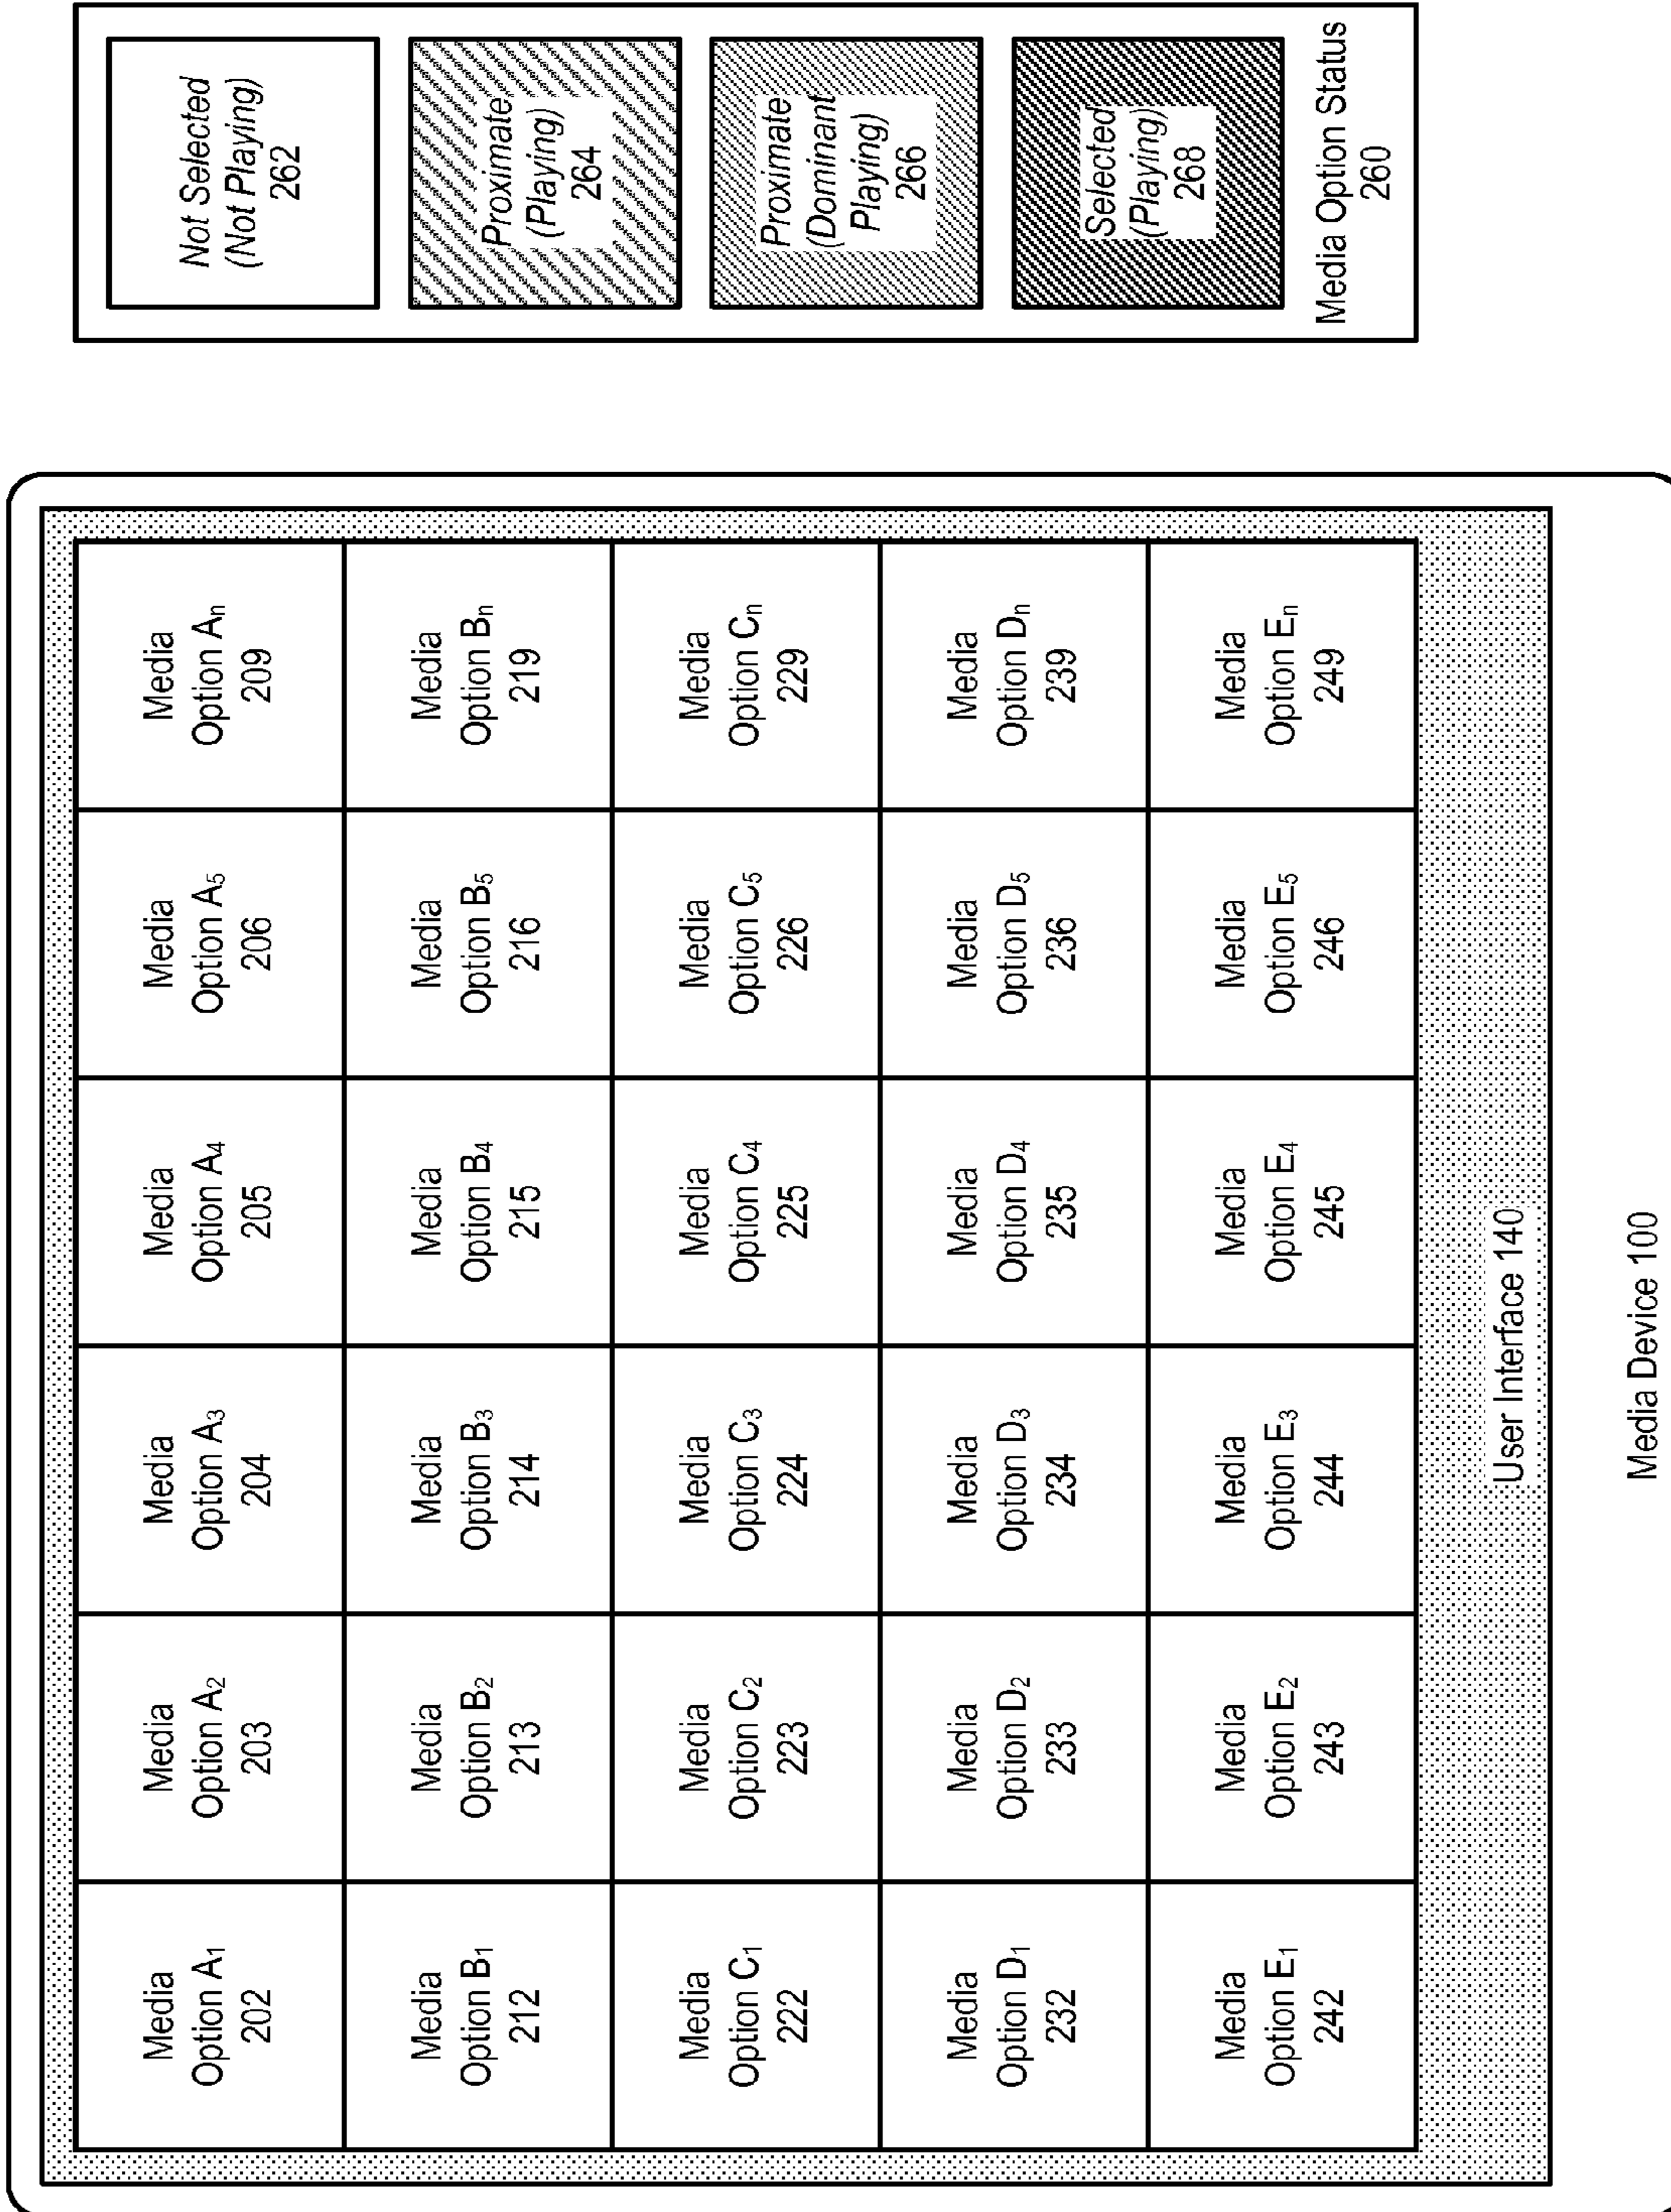 Media
Option A₁
202
Media
Option A₂
203
Media
Option A₃
204
Media
Option A₄
205
Media
Option A₅
206
Media
Option Aₙ
209
Media
Option B₁
212
Media
Option B₂
213
Media
Option B₃
214
Media
Option B₄
215
Media
Option B₅
216
Media
Option Bₙ
219
Media
Option C₁
222
Media
Option C₂
223
Media
Option C₃
224
Media
Option C₄
225
Media
Option C₅
226
Media
Option Cₙ
229
Media
Option D₁
232
Media
Option D₂
233
Media
Option D₃
234
Media
Option D₄
235
Media
Option D₅
236
Media
Option Dₙ
239
Media
Option E₁
242
Media
Option E₂
243
Media
Option E₃
244
Media
Option E₄
245
Media
Option E₅
246
Media
Option Eₙ
249
User Interface 140
Media Device 100
Not Selected
(Not Playing)
262
Proximate
(Playing)
264
Proximate
(Dominant
Playing)
266
Selected
(Playing)
268
Media Option Status
260